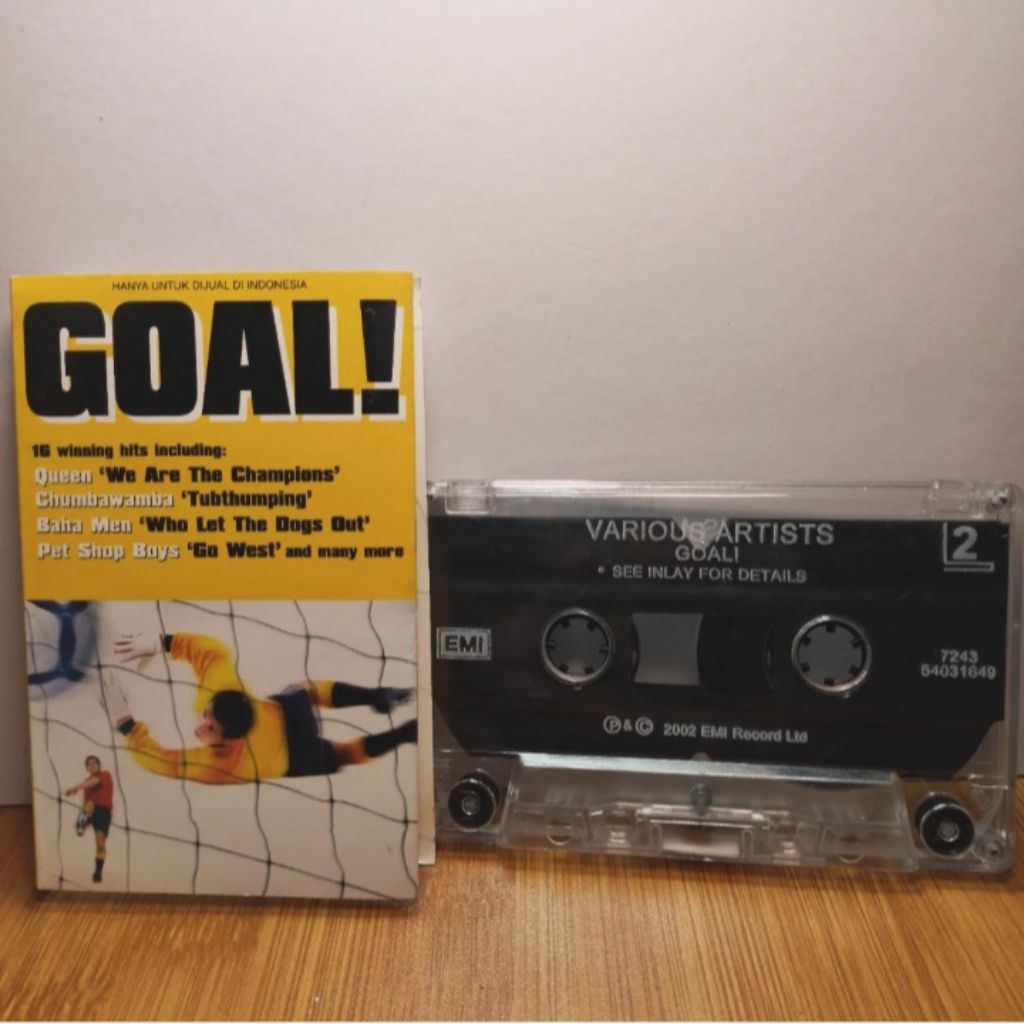 HANYA UNTUK DIJUAL DI INDONESIA
GOAL!
16 winning hits including:
Queen 'We Are The Champions'
Chumbawamba 'Tubthumping'
Baha Men 'Who Let The Dogs Out'
Pet Shop Boys 'Go West' and many more
VARIOUS ARTISTS
GOAL!
• SEE INLAY FOR DETAILS
2
EMI
7243
54031649
℗ & © 2002 EMI Record Ltd